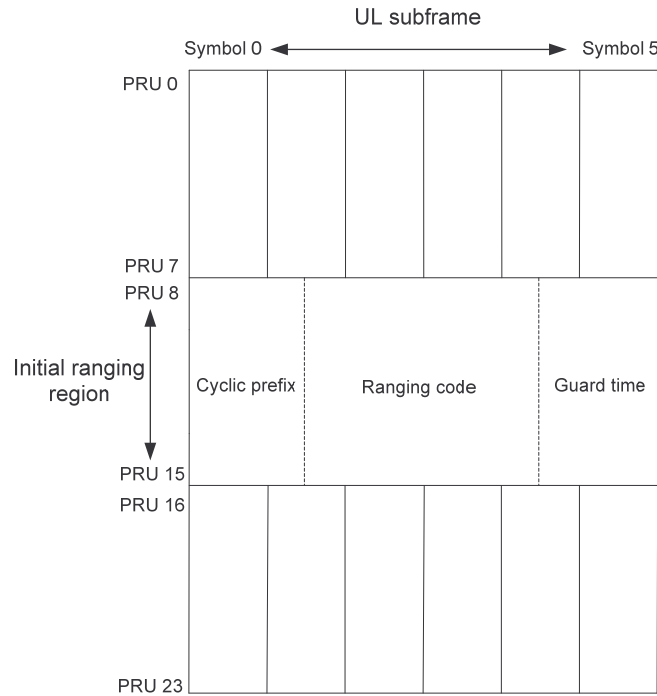 UL subframe
Symbol 0
Symbol 5
PRU 0
PRU 7
PRU 8
Initial ranging
region
Cyclic prefix
Ranging code
Guard time
PRU 15
PRU 16
PRU 23